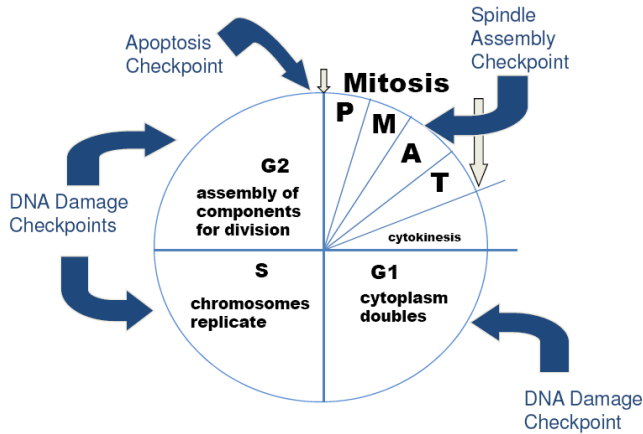 Apoptosis
Checkpoint
Spindle
Assembly
Checkpoint
Mitosis
P
M
A
T
cytokinesis
G2
assembly of
components
for division
DNA Damage
Checkpoints
S
chromosomes
replicate
G1
cytoplasm
doubles
DNA Damage
Checkpoint